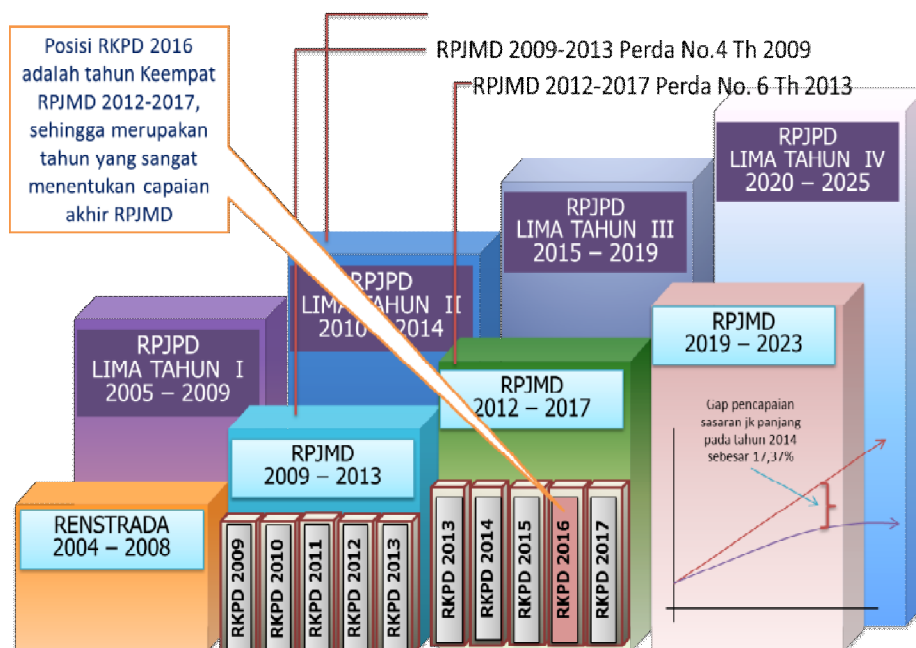 Posisi RKPD 2016
adalah tahun Keempat
RPJMD 2012-2017,
sehingga merupakan
tahun yang sangat
menentukan capaian
akhir RPJMD
RPJMD 2009-2013 Perda No.4 Th 2009
RPJMD 2012-2017 Perda No. 6 Th 2013
RPJPD
LIMA TAHUN IV
2020 – 2025
RPJPD
LIMA TAHUN III
2015 – 2019
RPJPD
LIMA TAHUN II
2010 – 2014
RPJPD
LIMA TAHUN I
2005 – 2009
RPJMD
2019 – 2023
RPJMD
2012 – 2017
RPJMD
2009 – 2013
RENSTRADA
2004 – 2008
Gap pencapaian
sasaran jk panjang
pada tahun 2014
sebesar 17,37%
RKPD 2009
RKPD 2010
RKPD 2011
RKPD 2012
RKPD 2013
RKPD 2013
RKPD 2014
RKPD 2015
RKPD 2016
RKPD 2017